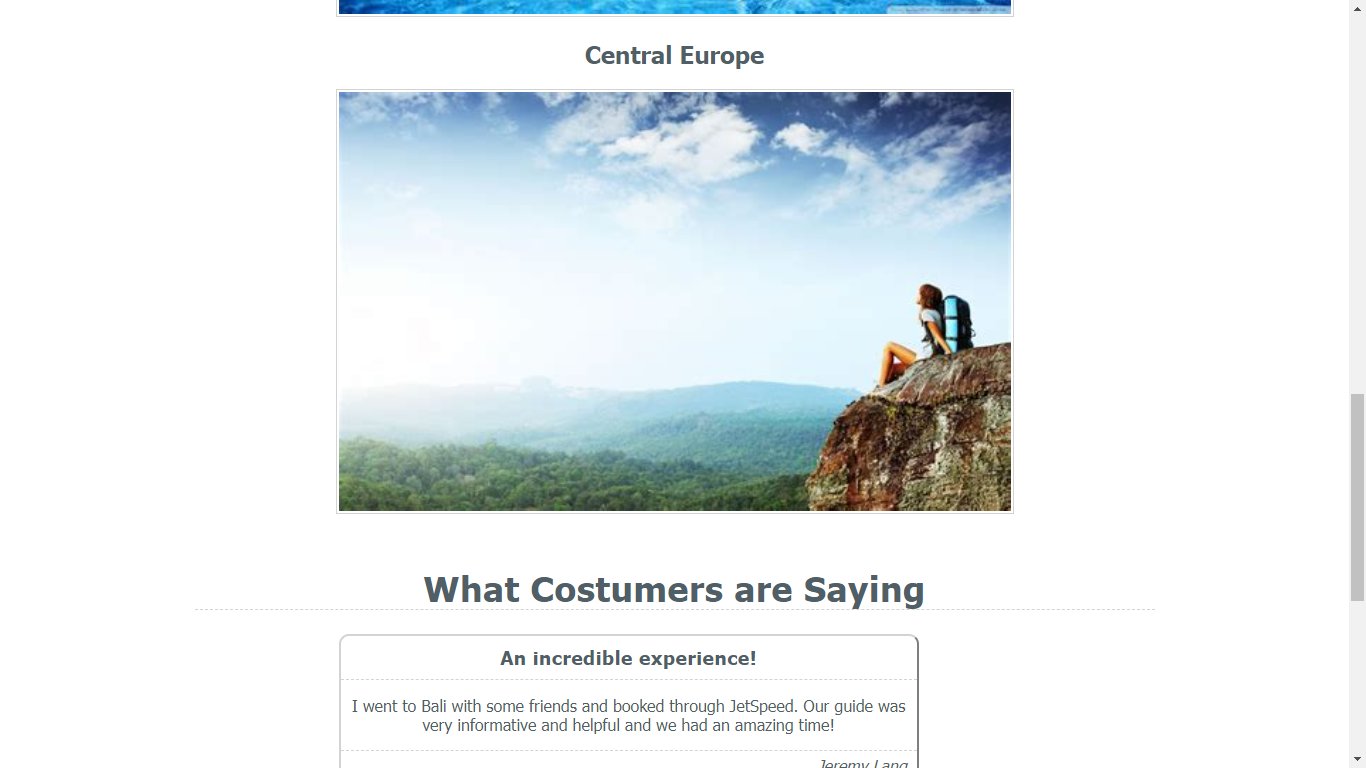 Central Europe
What Costumers are Saying
An incredible experience!
I went to Bali with some friends and booked through JetSpeed. Our guide was
very informative and helpful and we had an amazing time!
Jeremy Lang